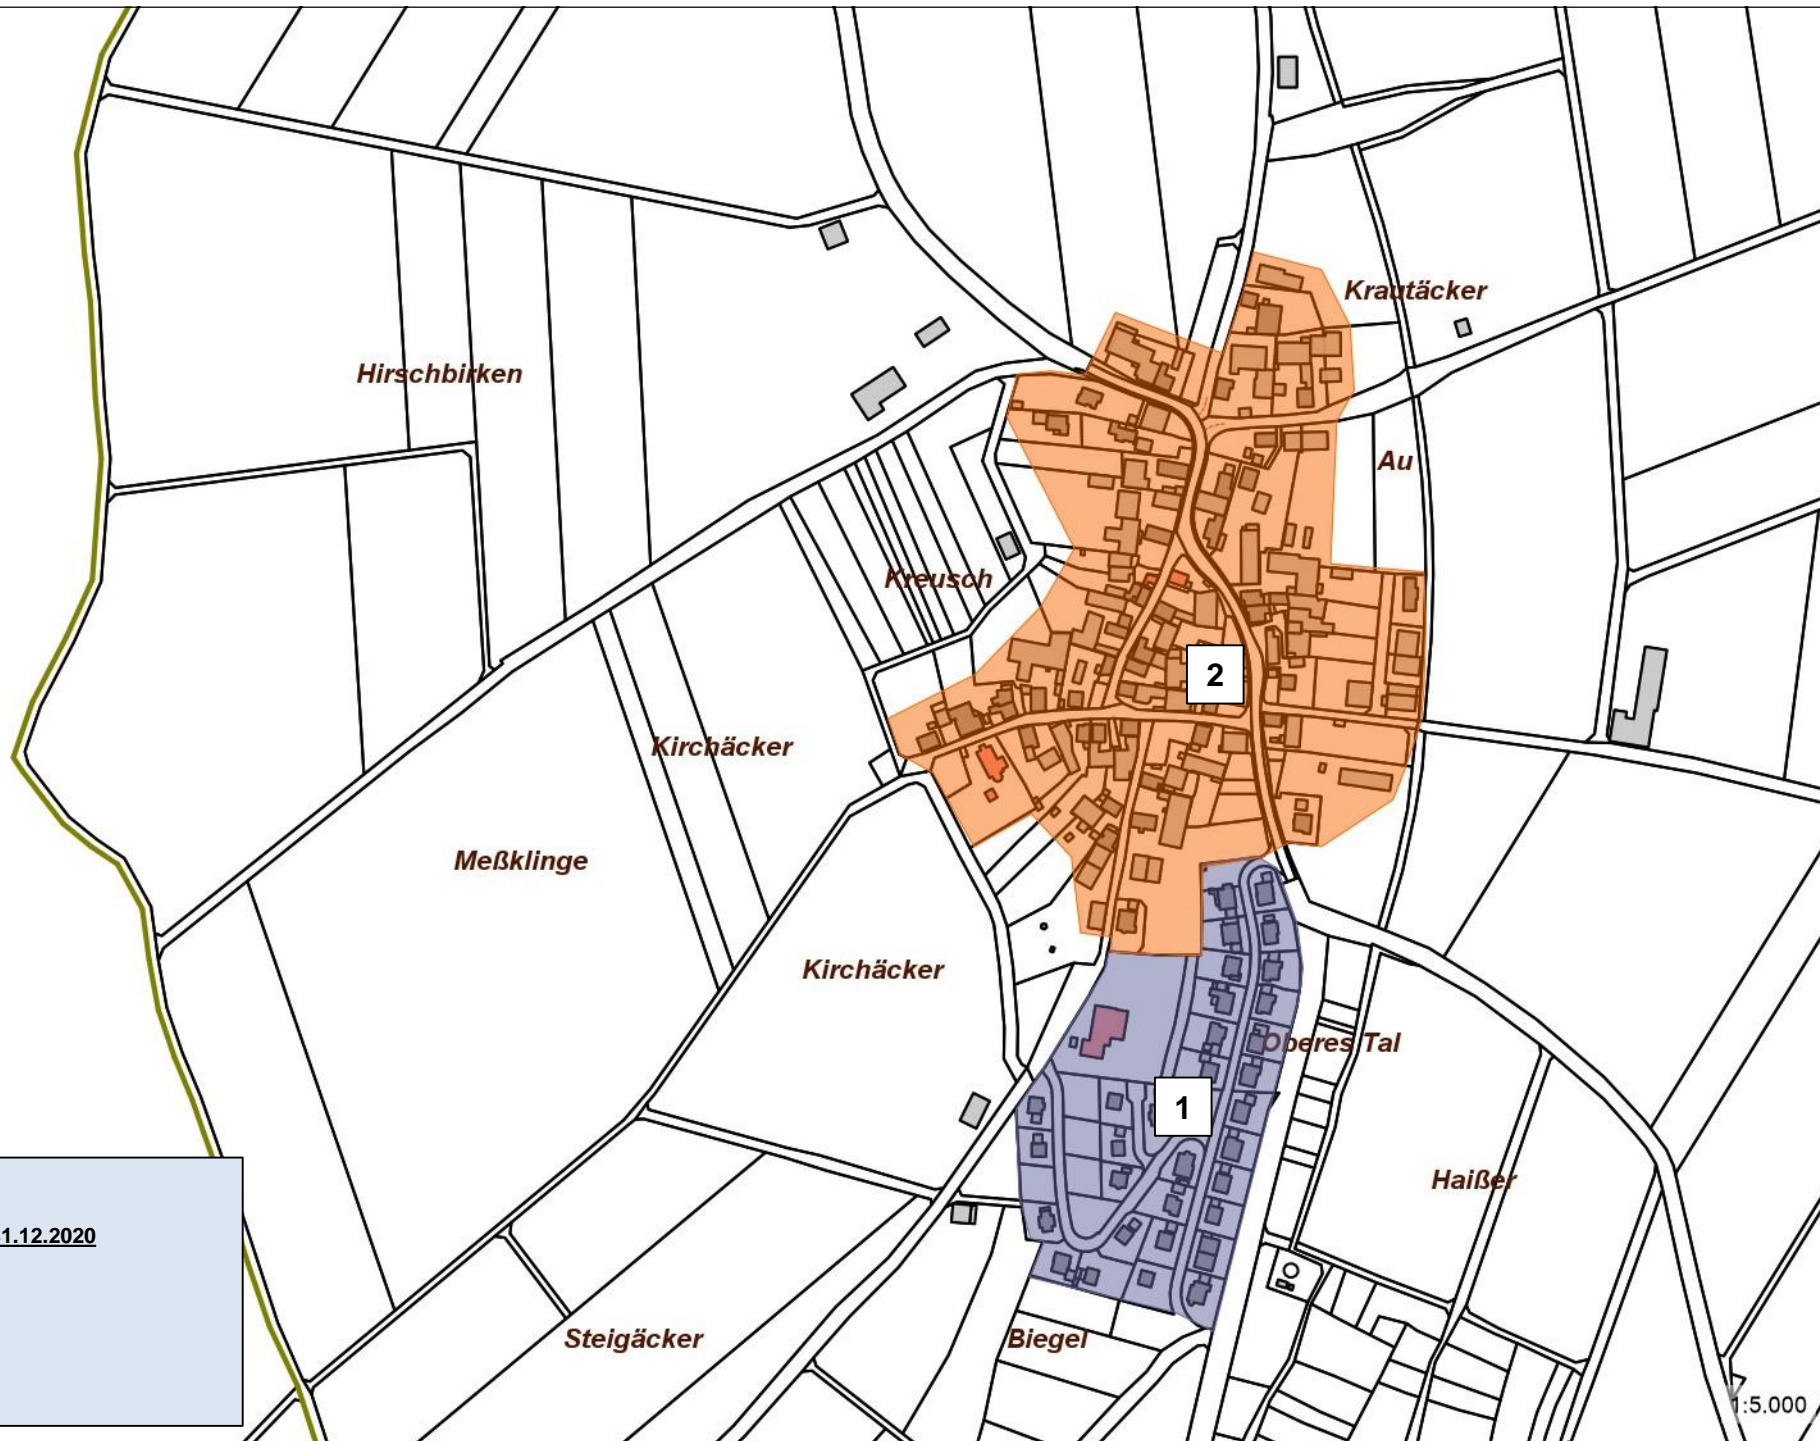 Krautäcker
Hirschbirken
Au
Kreusch
2
Kirchäcker
Meßklinge
Kirchäcker
Oberes Tal
1
Haißer
1.12.2020
Steigäcker
Biegel
1:5.000